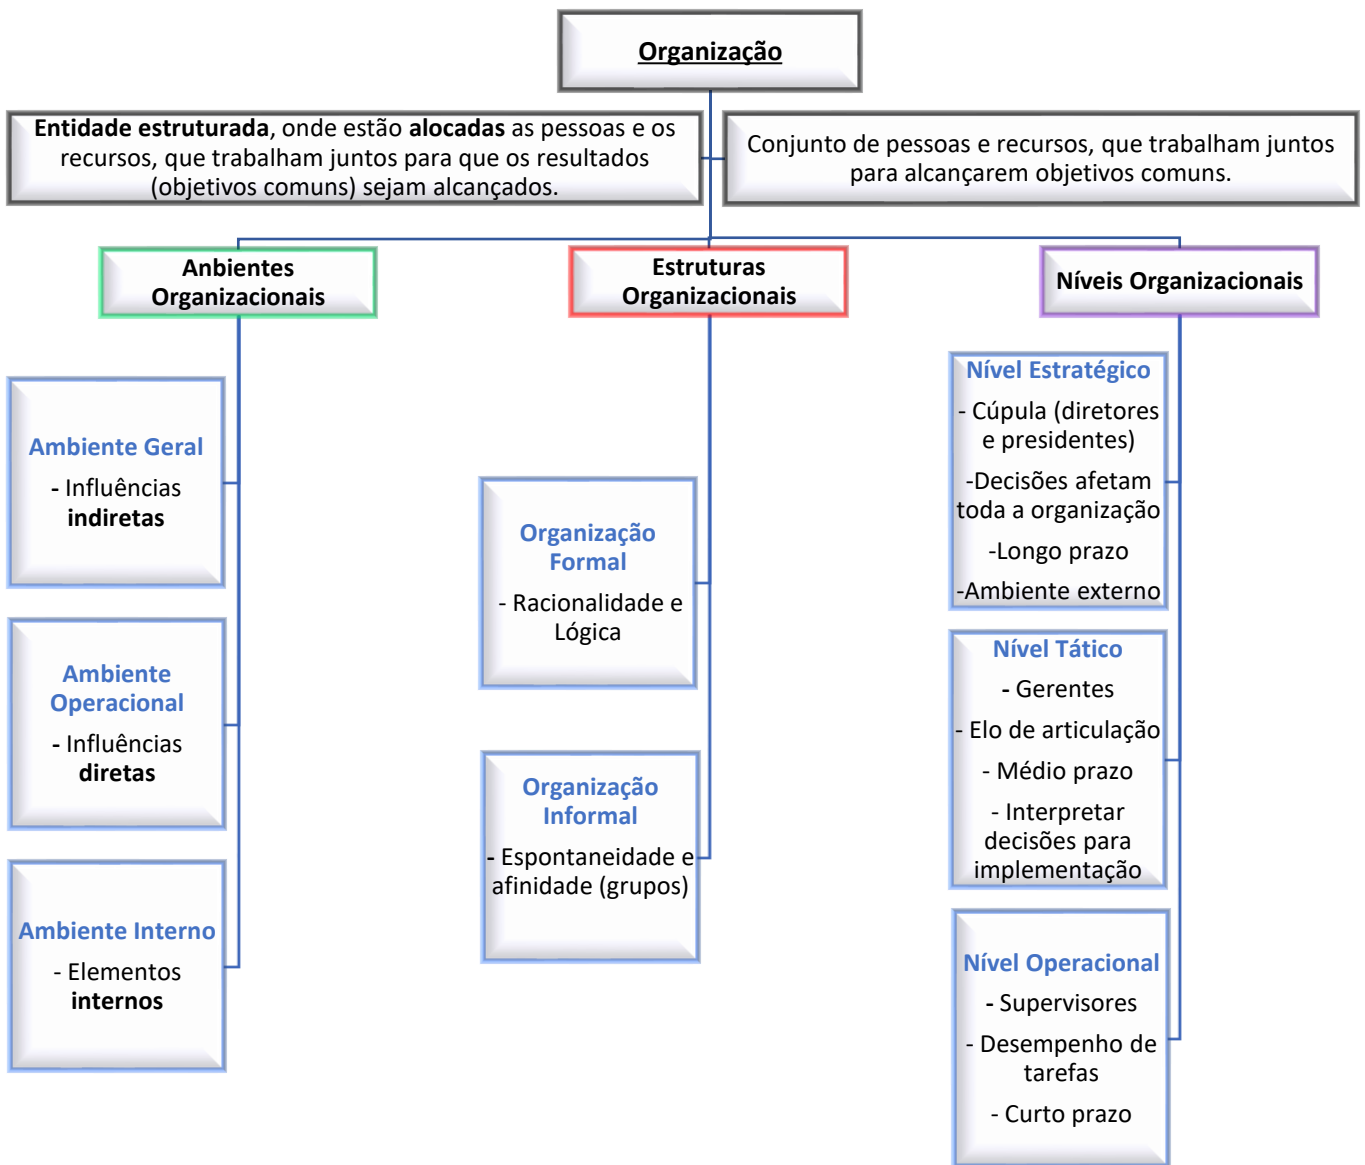 Organização
Entidade estruturada, onde estão alocadas as pessoas e os
recursos, que trabalham juntos para que os resultados
(objetivos comuns) sejam alcançados.
Conjunto de pessoas e recursos, que trabalham juntos
para alcançarem objetivos comuns.
Anbientes
Organizacionais
Ambiente Geral
- Influências
indiretas
Ambiente
Operacional
- Influências
diretas
Ambiente Interno
- Elementos
internos
Estruturas
Organizacionais
Organização
Formal
- Racionalidade e
Lógica
Organização
Informal
- Espontaneidade e
afinidade (grupos)
Níveis Organizacionais
Nível Estratégico
- Cúpula (diretores
e presidentes)
-Decisões afetam
toda a organização
-Longo prazo
-Ambiente externo
Nível Tático
- Gerentes
- Elo de articulação
- Médio prazo
- Interpretar
decisões para
implementação
Nível Operacional
- Supervisores
- Desempenho de
tarefas
- Curto prazo